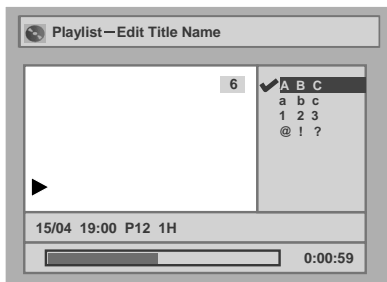 Playlist—Edit Title Name
6
A B C
a b c
1 2 3
@ ! ?
15/04 19:00 P12 1H
0:00:59